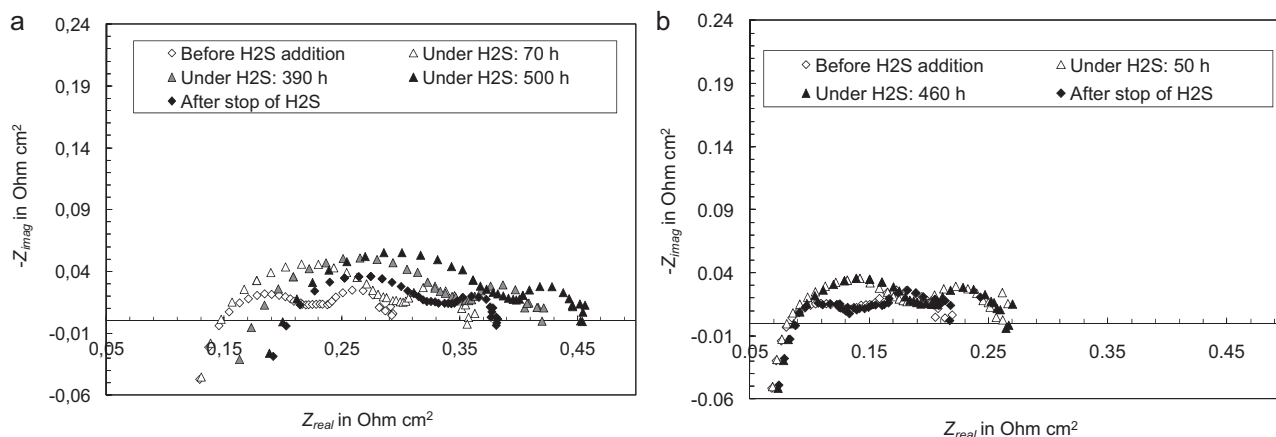 a
0,24
0,19
0,14
0,09
0,04
-0,01
-0,06
-Zimag in Ohm cm²
◇ Before H2S addition △ Under H2S: 70 h
▲ Under H2S: 390 h ▲ Under H2S: 500 h
◆ After stop of H2S
0,05 0,15 0,25 0,35 0,45
Zreal in Ohm cm²
b
-0.24
0.19
0.14
0.09
0.04
-0.01
-0.06
-Zimag in Ohm cm²
◇ Before H2S addition △ Under H2S: 50 h
▲ Under H2S: 460 h ◆ After stop of H2S
0.05 0.15 0.25 0.35 0.45
Zreal in Ohm cm²